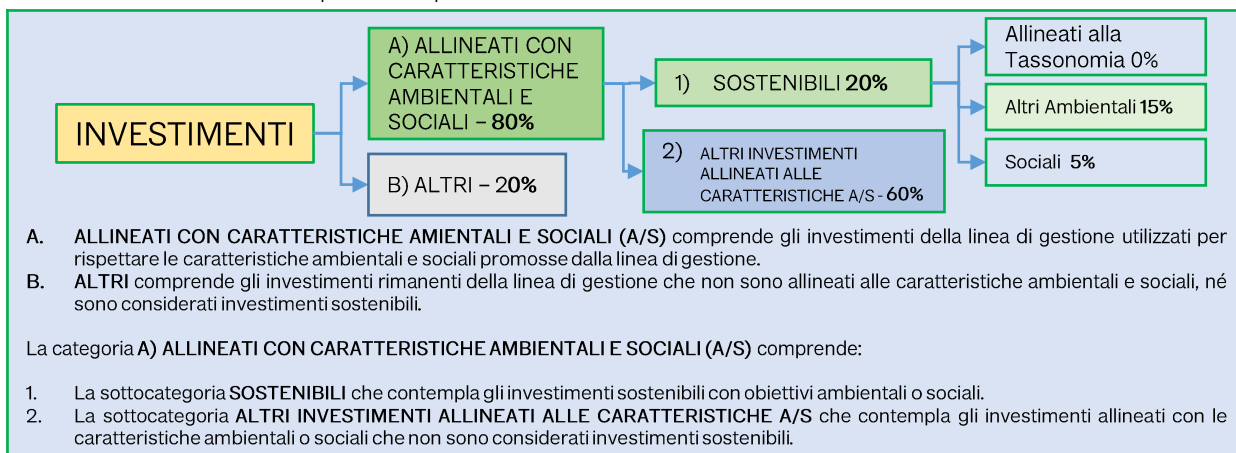 INVESTIMENTI
A) ALLINEATI CON
CARATTERISTICHE
AMBIENTALI E
SOCIALI – 80%
B) ALTRI – 20%
1) SOSTENIBILI 20%
2) ALTRI INVESTIMENTI
ALLINEATI ALLE
CARATTERISTICHE A/S - 60%
Allineati alla
Tassonomia 0%
Altri Ambientali 15%
Sociali 5%
A. ALLINEATI CON CARATTERISTICHE AMIENTALI E SOCIALI (A/S) comprende gli investimenti della linea di gestione utilizzati per
rispettare le caratteristiche ambientali e sociali promosse dalla linea di gestione.
B. ALTRI comprende gli investimenti rimanenti della linea di gestione che non sono allineati alle caratteristiche ambientali e sociali, né
sono considerati investimenti sostenibili.
La categoria A) ALLINEATI CON CARATTERISTICHE AMBIENTALI E SOCIALI (A/S) comprende:
1. La sottocategoria SOSTENIBILI che contempla gli investimenti sostenibili con obiettivi ambientali o sociali.
2. La sottocategoria ALTRI INVESTIMENTI ALLINEATI ALLE CARATTERISTICHE A/S che contempla gli investimenti allineati con le
caratteristiche ambientali o sociali che non sono considerati investimenti sostenibili.